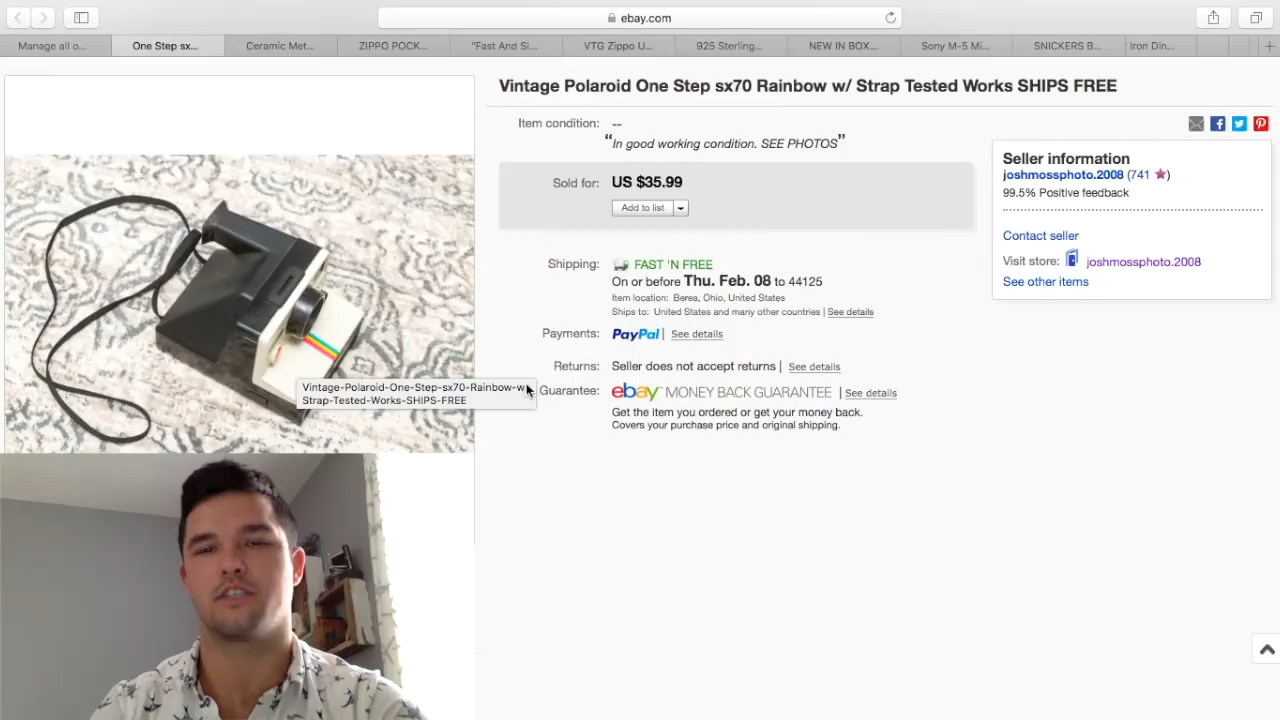 ebay.com
Manage all o...
One Step sx...
Ceramic Met...
ZIPPO POCK...
"Fast And Si...
VTG Zippo U...
925 Sterling...
NEW IN BOX...
Sony M-5 Mi...
SNICKERS B...
Iron Din...
Vintage Polaroid One Step sx70 Rainbow w/ Strap Tested Works SHIPS FREE
Item condition: --
"In good working condition. SEE PHOTOS"
Sold for: US $35.99
Add to list
Shipping: FAST 'N FREE
On or before Thu. Feb. 08 to 44125
Item location: Berea, Ohio, United States
Ships to: United States and many other countries | See details
Payments: PayPal | See details
Returns: Seller does not accept returns | See details
Guarantee: ebay MONEY BACK GUARANTEE | See details
Get the item you ordered or get your money back.
Covers your purchase price and original shipping.
Seller information
joshmossphoto.2008 (741 ★)
99.5% Positive feedback
Contact seller
Visit store: joshmossphoto.2008
See other items
Vintage-Polaroid-One-Step-sx70-Rainbow-w-
Strap-Tested-Works-SHIPS-FREE